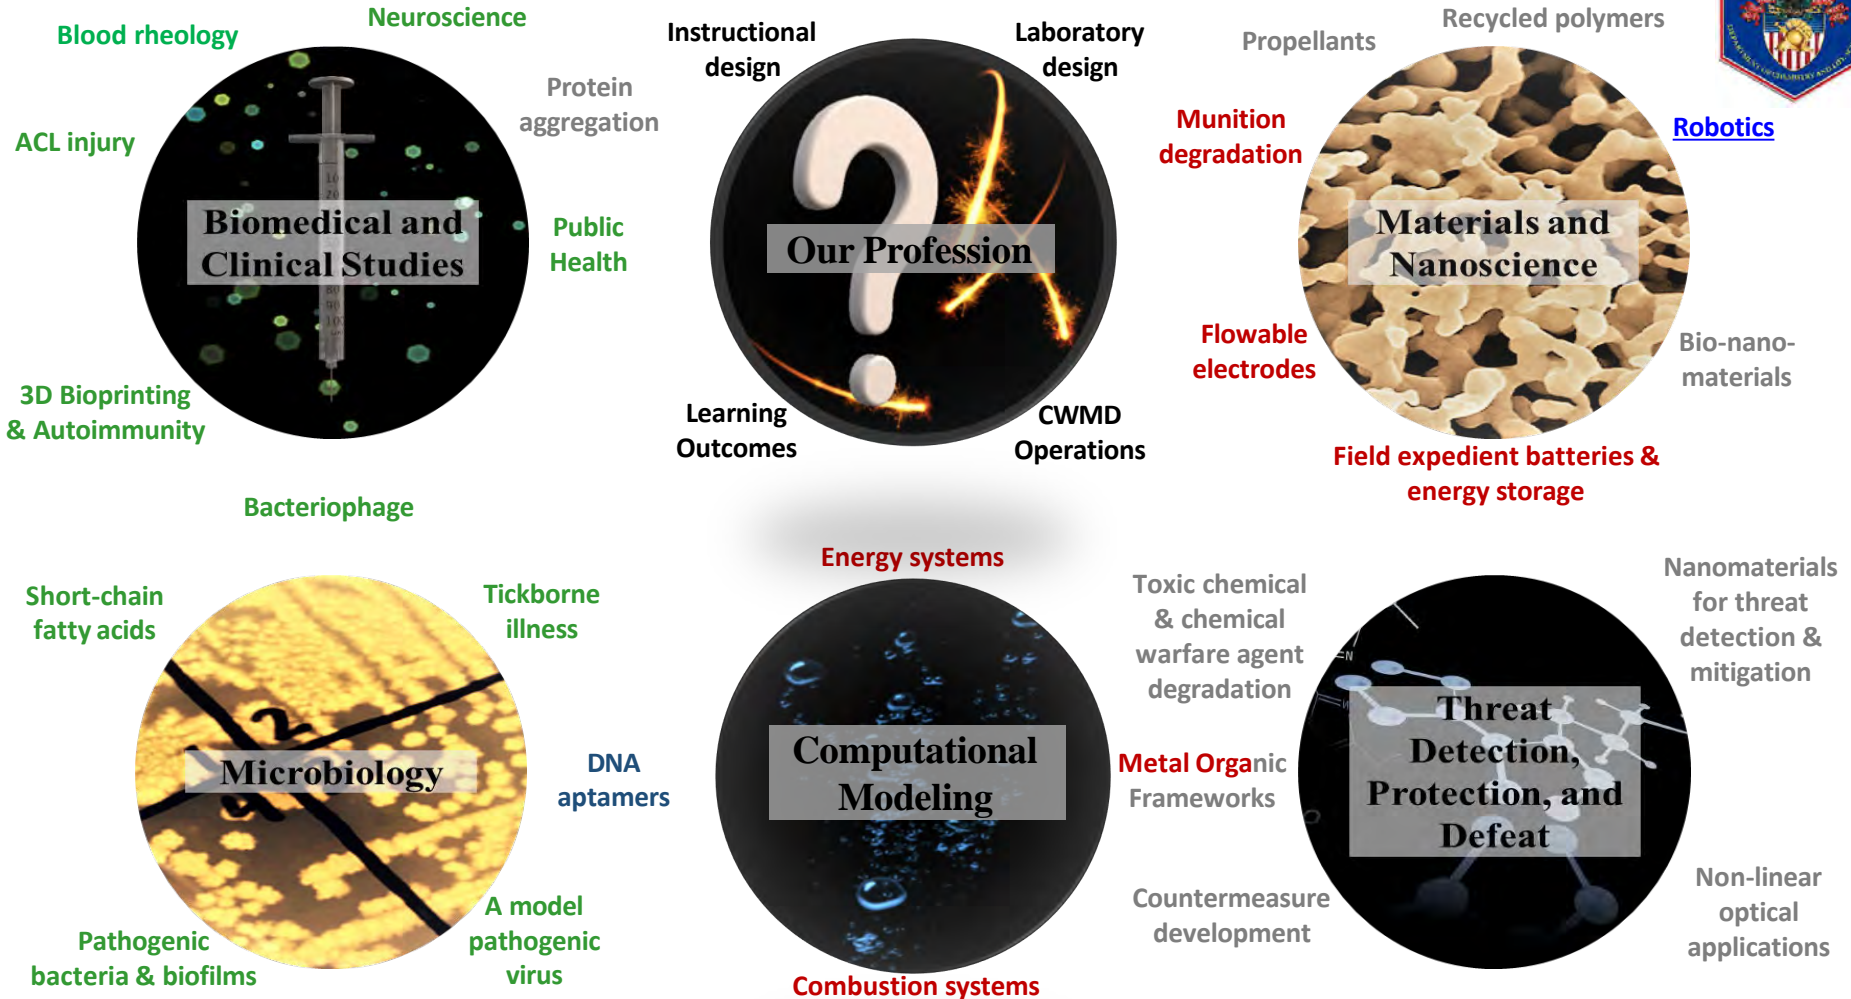 Neuroscience
Blood rheology
Protein
aggregation
ACL injury
Biomedical and
Clinical Studies
Public
Health
3D Bioprinting
& Autoimmunity
Instructional
design
Laboratory
design
Our Profession
Learning
Outcomes
CWMD
Operations
Recycled polymers
Propellants
Munition
degradation
Robotics
Materials and
Nanoscience
Flowable
electrodes
Bio-nano-
materials
Field expedient batteries &
energy storage
Bacteriophage
Short-chain
fatty acids
Tickborne
illness
2
Microbiology
DNA
aptamers
Pathogenic
bacteria & biofilms
A model
pathogenic
virus
Energy systems
Computational
Modeling
Combustion systems
Toxic chemical
& chemical
warfare agent
degradation
Nanomaterials
for threat
detection &
mitigation
Metal Organic
Frameworks
Threat
Detection,
Protection, and
Defeat
Countermeasure
development
Non-linear
optical
applications